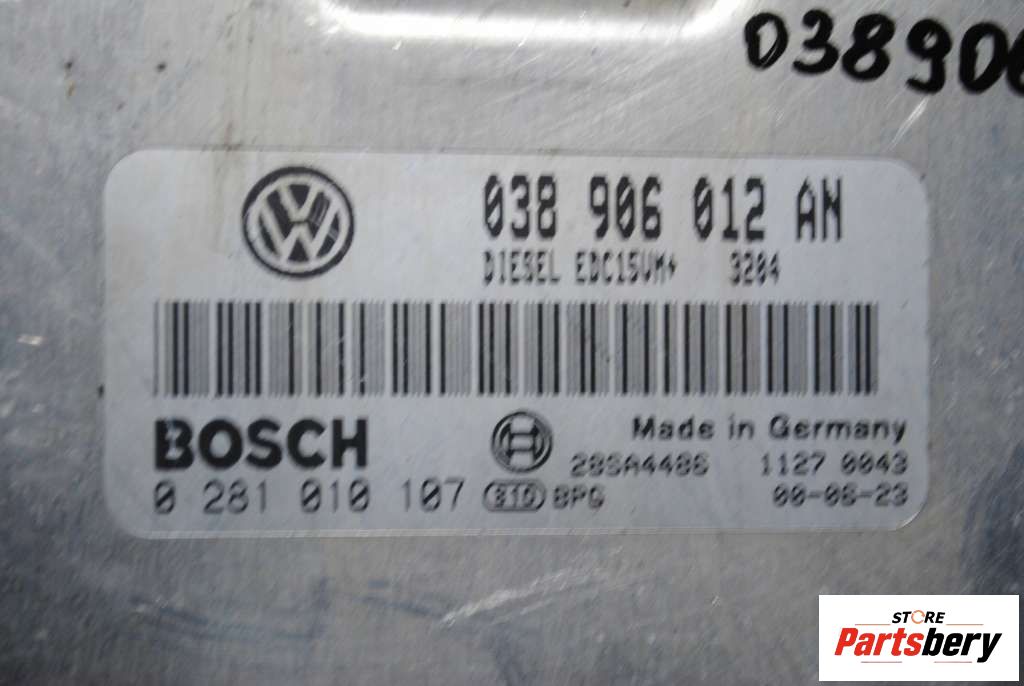 038906
038 906 012 AN
DIESEL EDC15VM+ 3204
BOSCH
Made in Germany
28SA4486 1127 0043
0 281 010 107 BPG 00-06-23
STORE
Partsbery